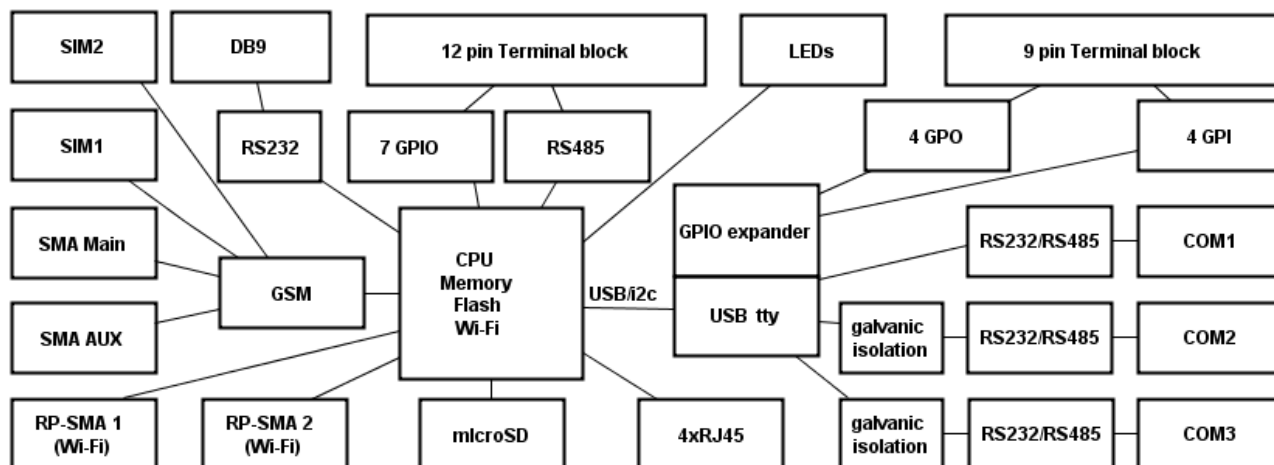 SIM2
DB9
12 pin Terminal block
LEDs
9 pin Terminal block
SIM1
RS232
7 GPIO
RS485
4 GPO
4 GPI
SMA Main
CPU
Memory
Flash
Wi-Fi
GPIO expander
RS232/RS485
COM1
GSM
USB/i2c
USB tty
SMA AUX
galvanic
isolation
RS232/RS485
COM2
RP-SMA 1
(Wi-Fi)
RP-SMA 2
(Wi-Fi)
mIcroSD
4xRJ45
galvanic
isolation
RS232/RS485
COM3